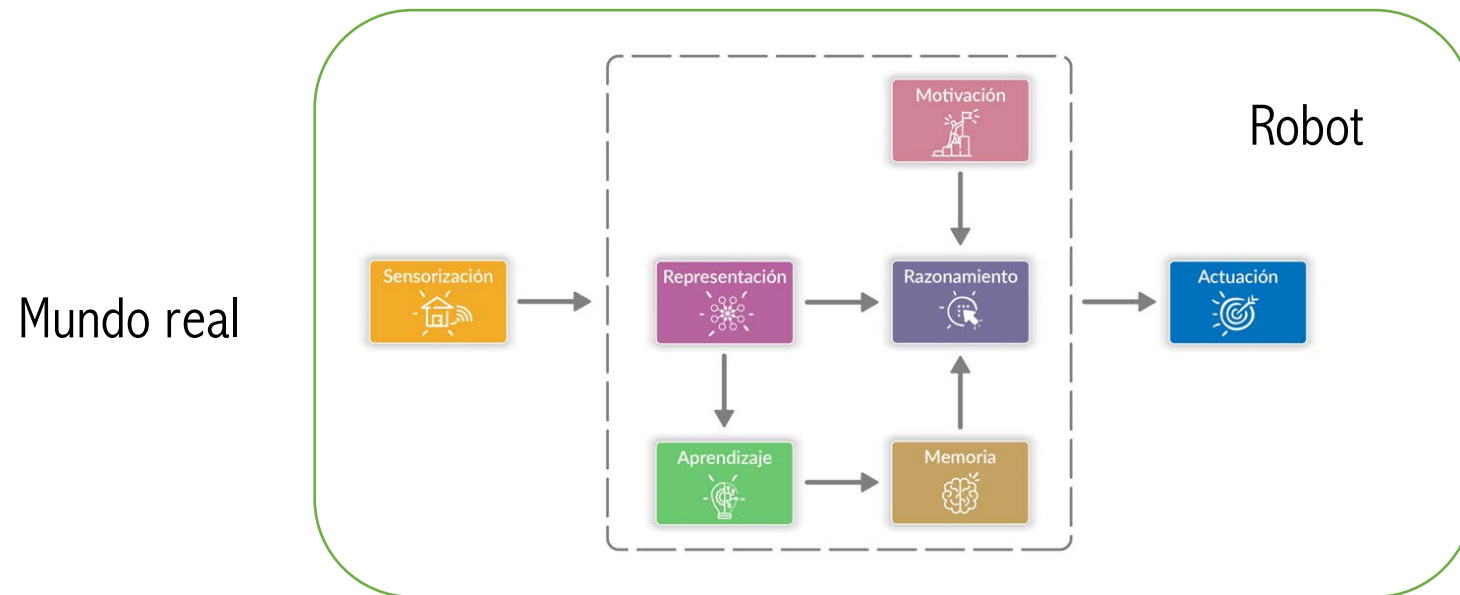 Motivación
Robot
Sensorización
Representación
Razonamiento
Actuación
Mundo real
Aprendizaje
Memoria